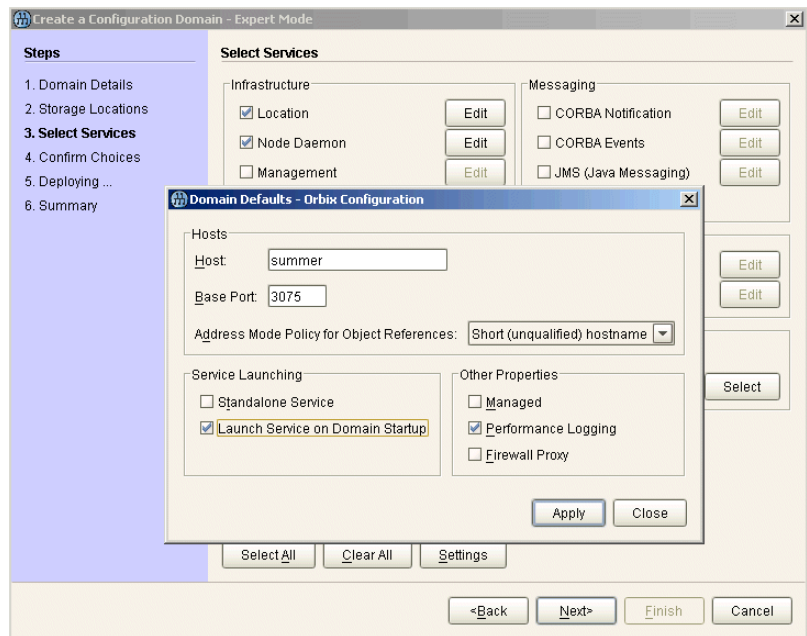 Create a Configuration Domain - Expert Mode
Steps
1. Domain Details
2. Storage Locations
3. Select Services
4. Confirm Choices
5. Deploying ...
6. Summary
Select Services
Infrastructure
Location Edit
Node Daemon Edit
Management Edit
Messaging
CORBA Notification Edit
CORBA Events Edit
JMS (Java Messaging) Edit
Edit
Edit
Select
Domain Defaults - Orbix Configuration
Hosts
Host: summer
Base Port: 3075
Address Mode Policy for Object References: Short (unqualified) hostname
Service Launching
Standalone Service
Launch Service on Domain Startup
Other Properties
Managed
Performance Logging
Firewall Proxy
Apply Close
Select All Clear All Settings
<Back Next> Finish Cancel